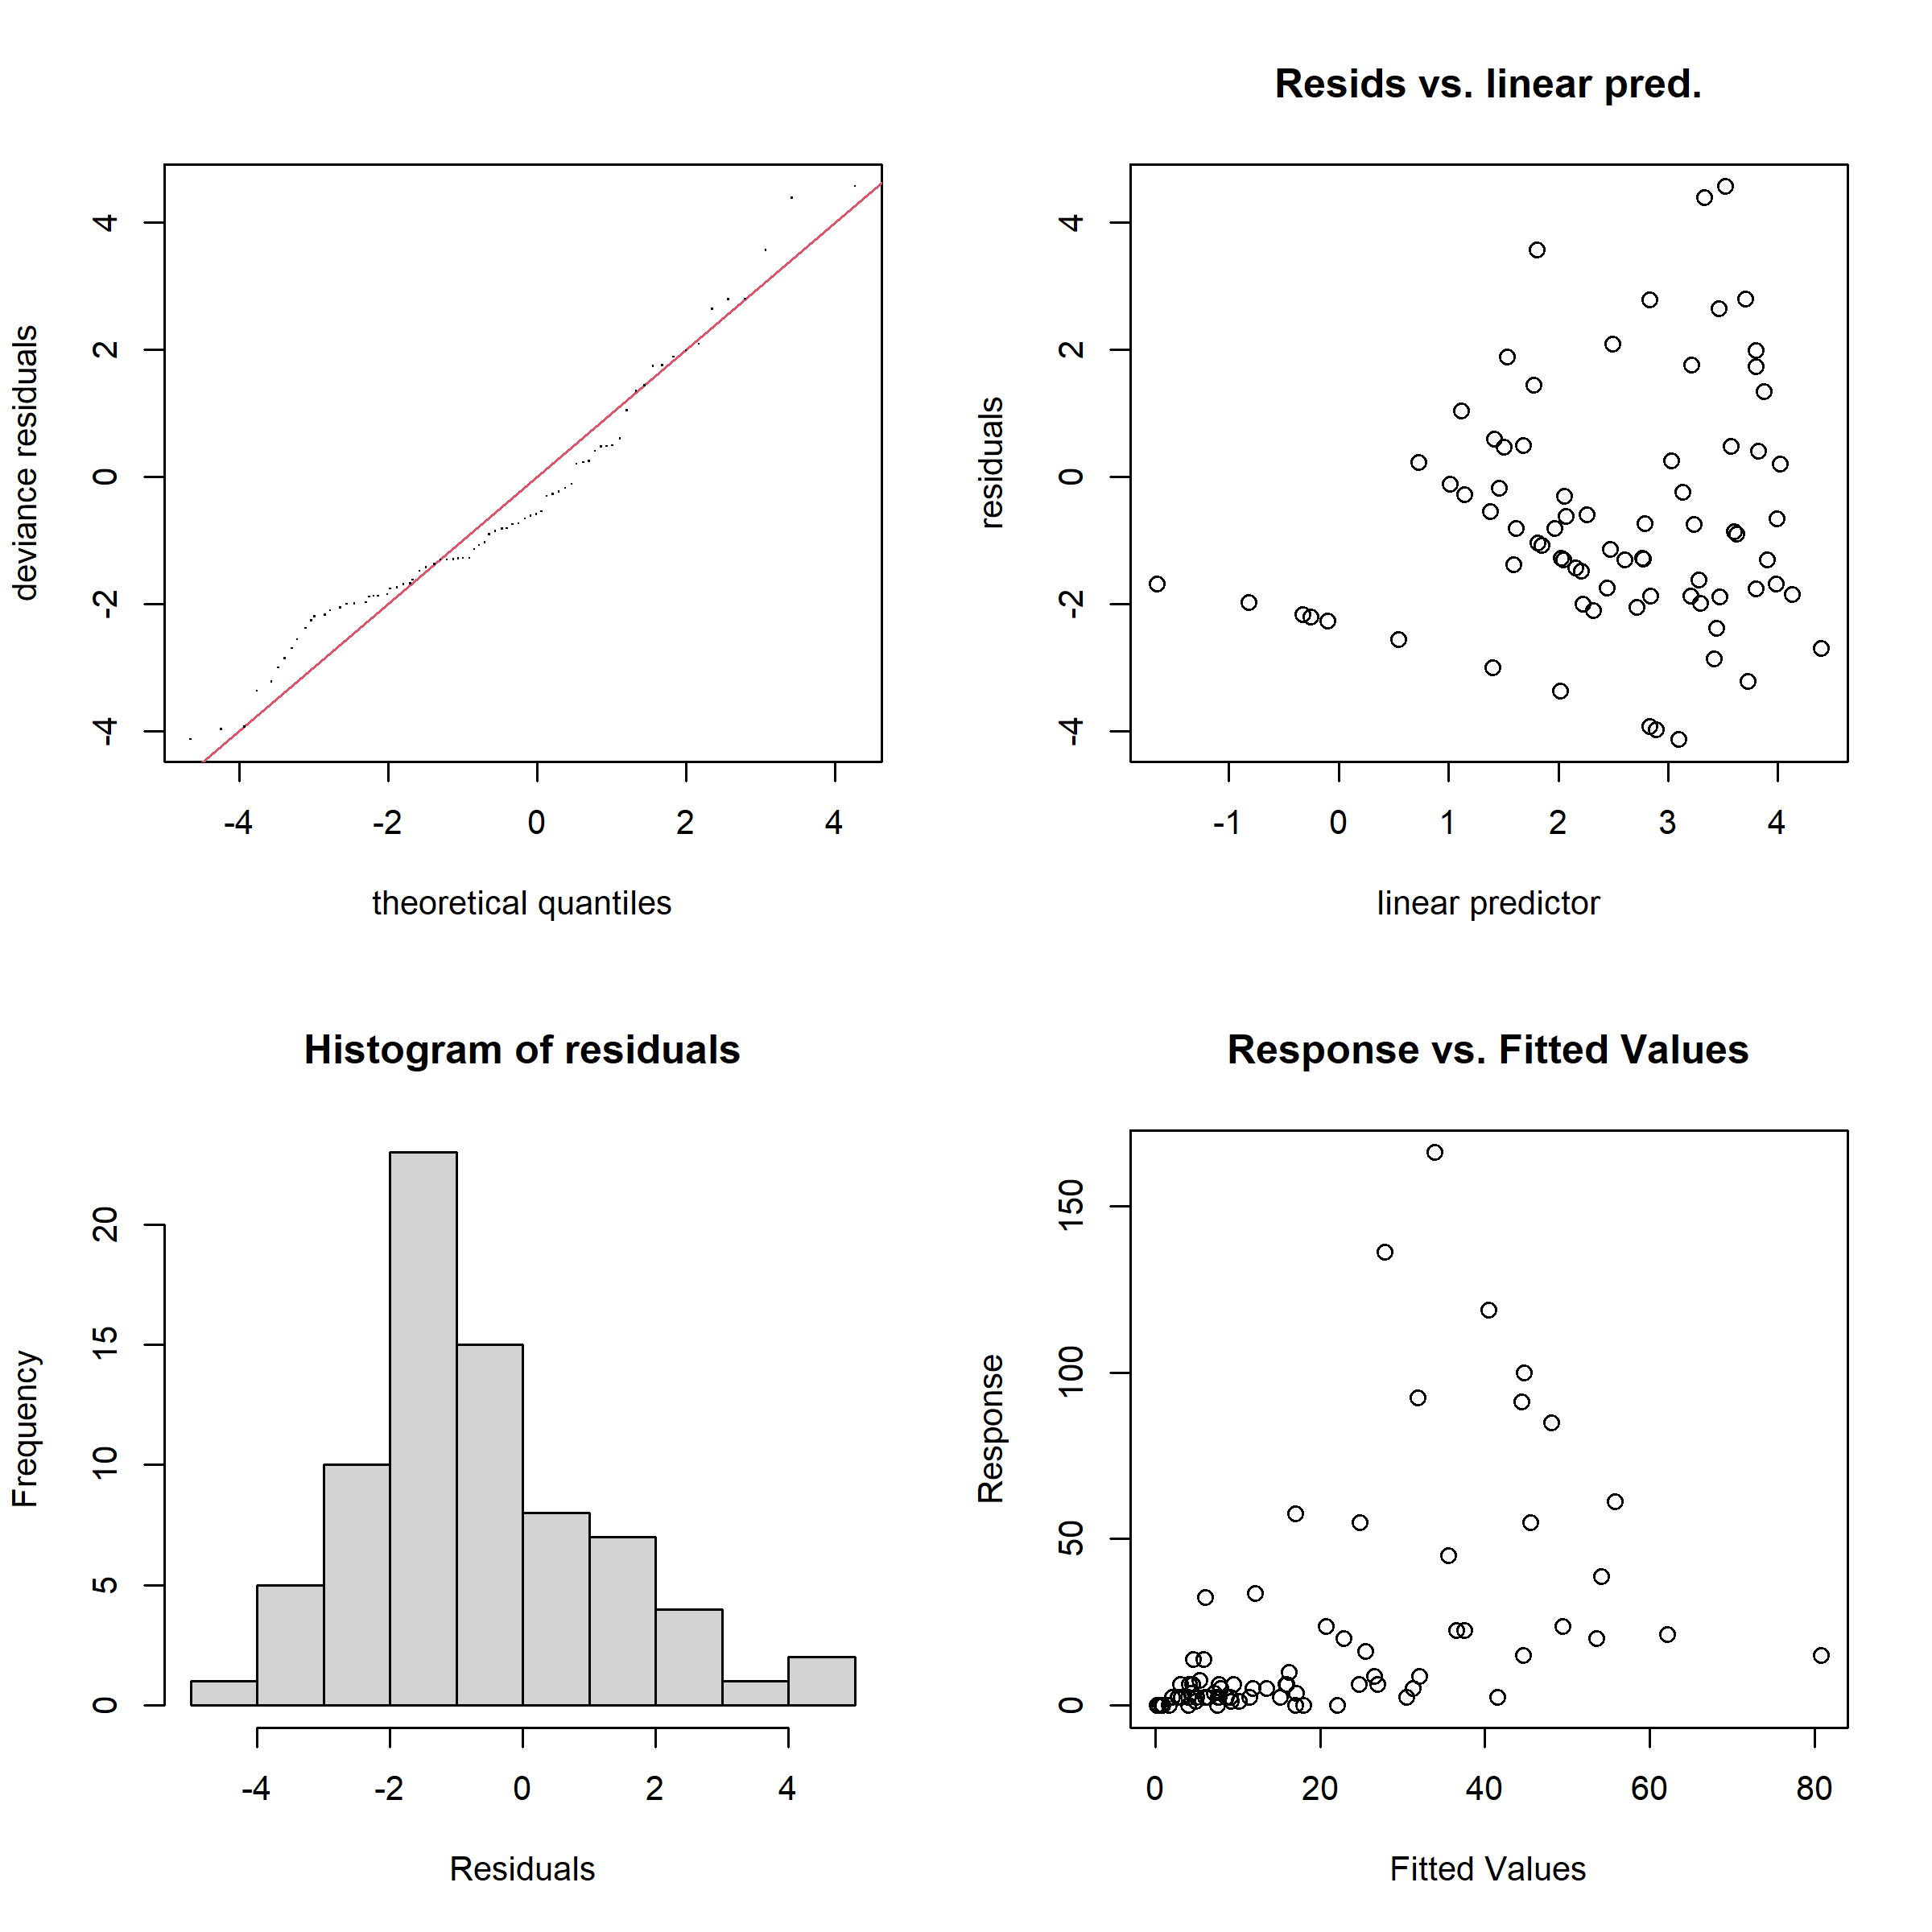 deviance residuals
4
2
0
-2
-4
-4 -2 0 2 4
theoretical quantiles
Resids vs. linear pred.
residuals
4
2
0
-2
-4
-1 0 1 2 3 4
linear predictor
Histogram of residuals
Frequency
20
15
10
5
0
-4 -2 0 2 4
Residuals
Response vs. Fitted Values
Response
150
100
50
0
0 20 40 60 80
Fitted Values